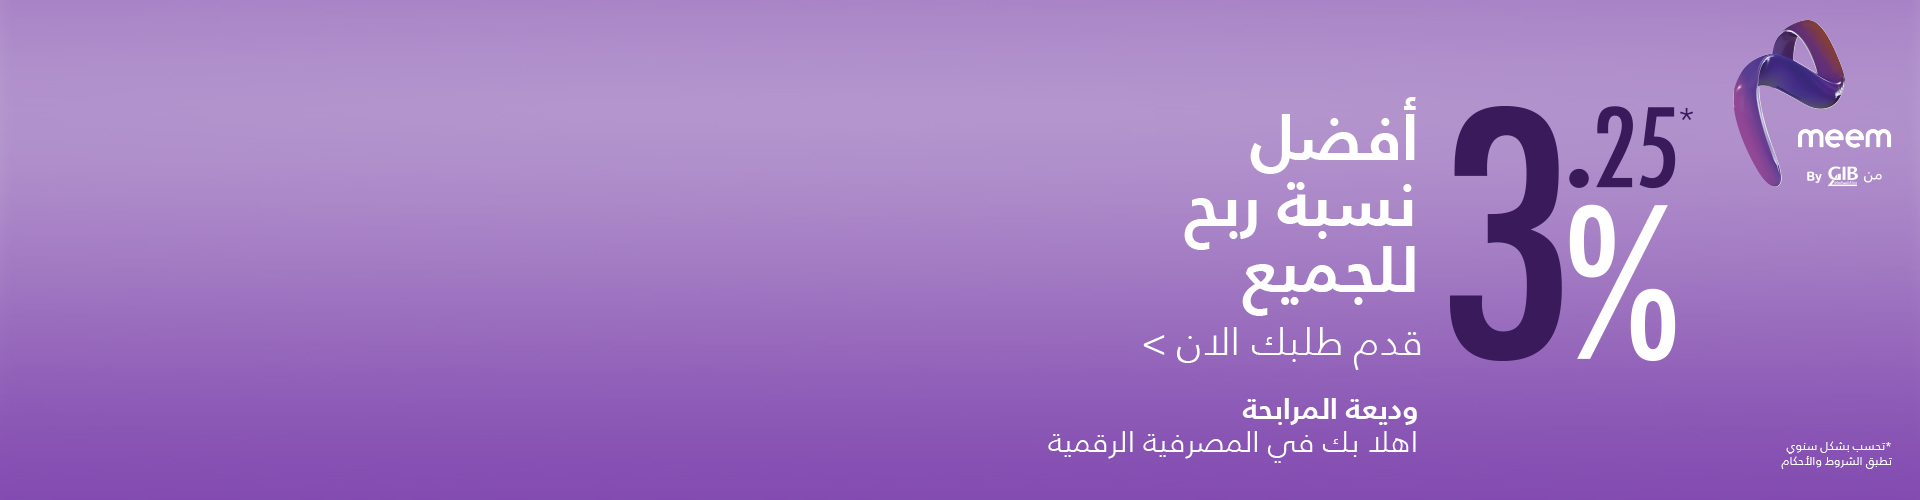 meem
By GIB من
3.25*%
أفضل
نسبة ربح
للجميع
قدم طلبك الان >
وديعة المرابحة
اهلا بك في المصرفية الرقمية
*تحسب بشكل سنوي
تطبق الشروط والأحكام